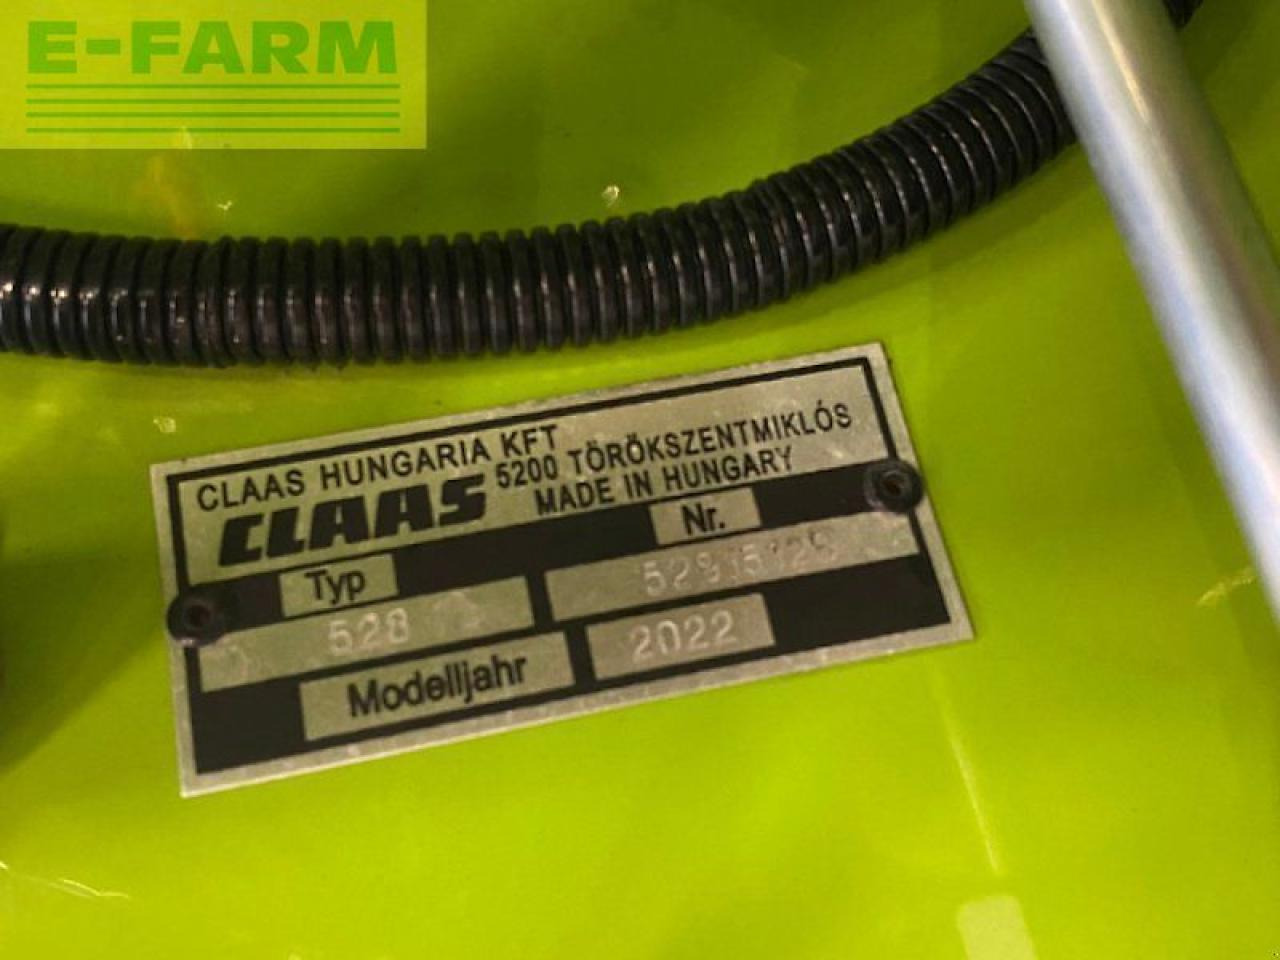 E-FARM
CLAAS HUNGARIA KFT
CLAAS 5200 TÖRÖKSZENTMIKLÓS
MADE IN HUNGARY
Typ Nr.
528
Modelljahr 2022